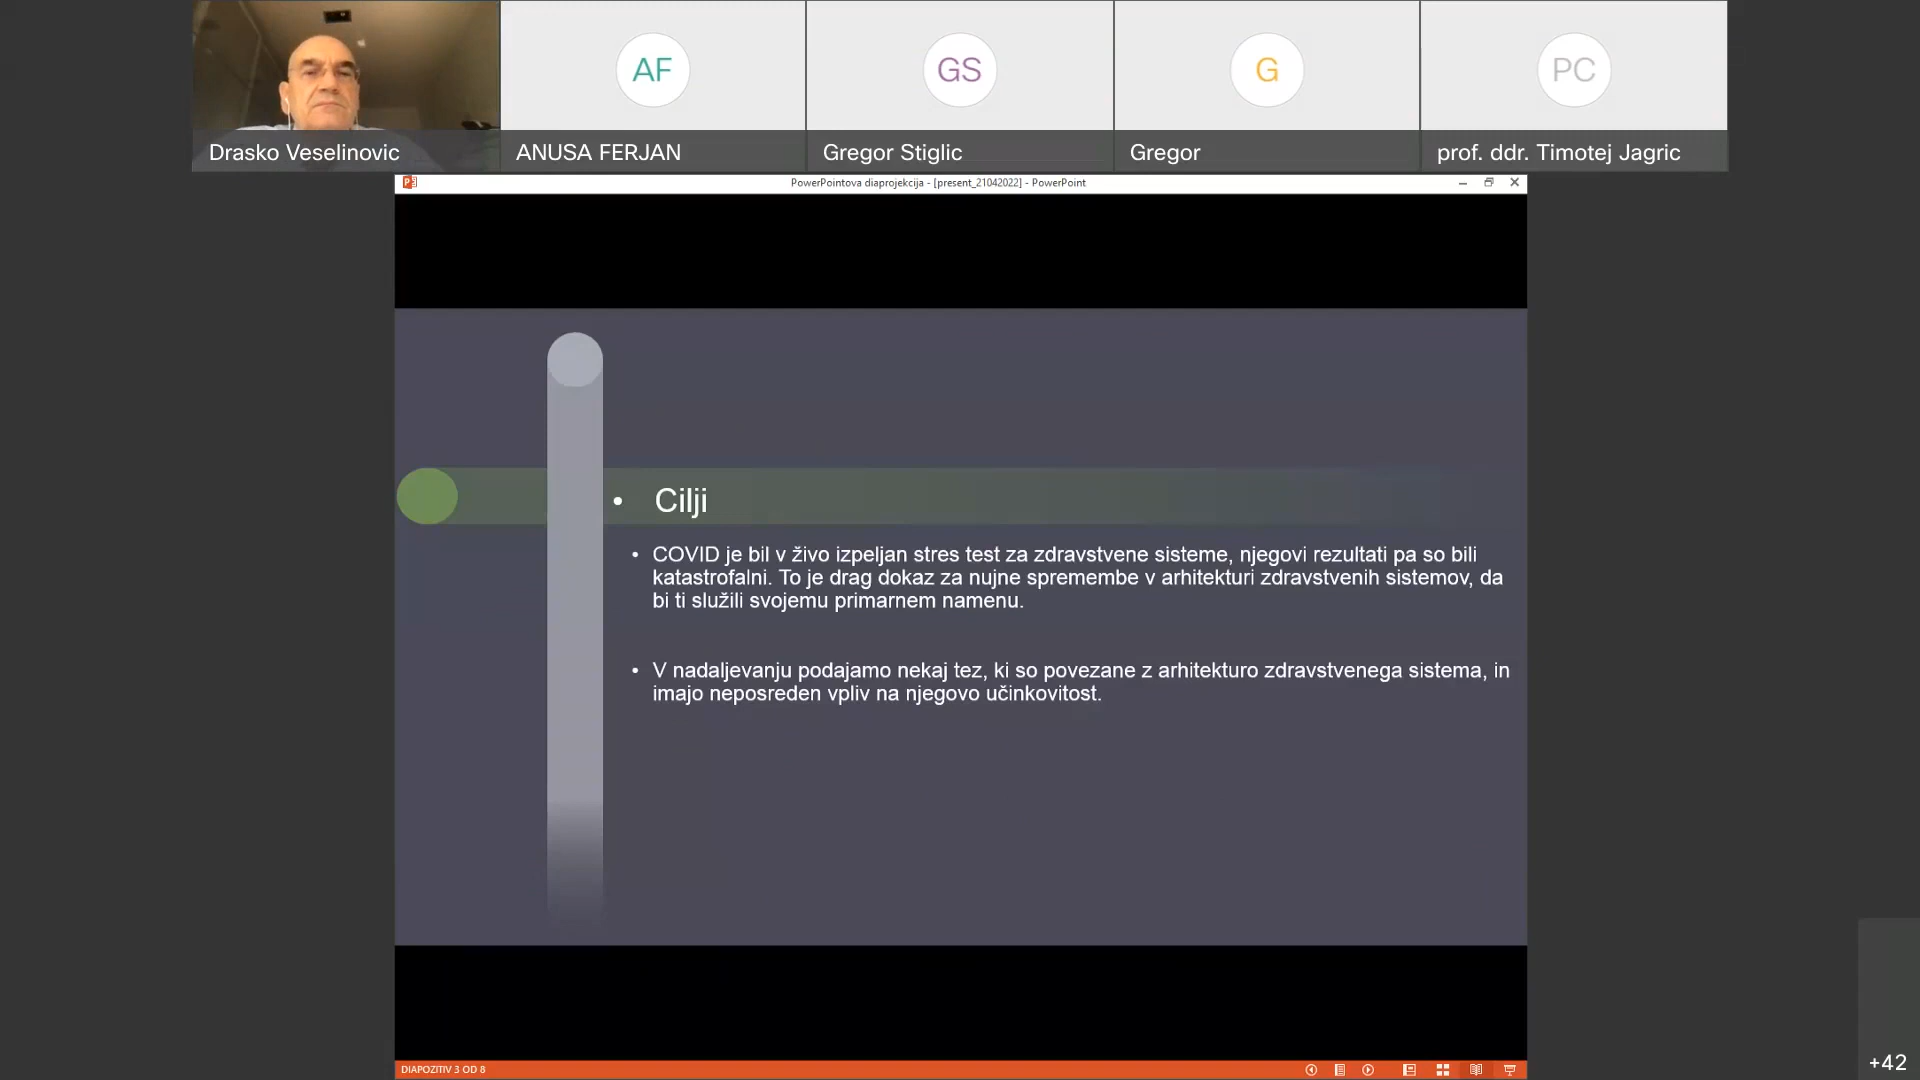 AF
GS
G
PC
Drasko Veselinovic
ANUSA FERJAN
Gregor Stiglic
Gregor
prof. ddr. Timotej Jagric
PowerPointova diaprojekcija - [present_21042022] - PowerPoint
• Cilji
• COVID je bil v živo izpeljan stres test za zdravstvene sisteme, njegovi rezultati pa so bili
katastrofalni. To je drag dokaz za nujne spremembe v arhitekturi zdravstvenih sistemov, da
bi ti služili svojemu primarnem namenu.
• V nadaljevanju podajamo nekaj tez, ki so povezane z arhitekturo zdravstvenega sistema, in
imajo neposreden vpliv na njegovo učinkovitost.
DIAPOZITIV 3 OD 8
+42